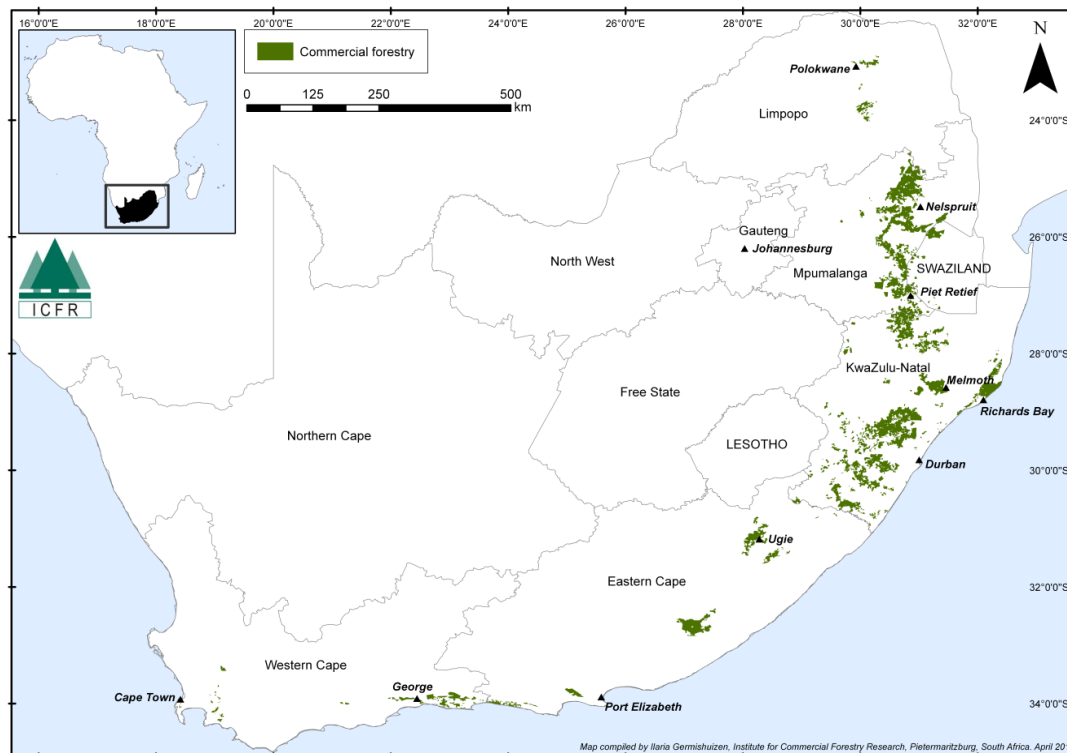 16°0'0"E 18°0'0"E 20°0'0"E 22°0'0"E 24°0'0"E 26°0'0"E 28°0'0"E 30°0'0"E 32°0'0"E
Commercial forestry
N
0 125 250 500
km
Polokwane
Limpopo
24°0'0"S
Nelspruit
Gauteng
Johannesburg
26°0'0"S
North West
Mpumalanga
SWAZILAND
ICFR
Piet Retief
28°0'0"S
KwaZulu-Natal
Melmoth
Free State
Richards Bay
Northern Cape
LESOTHO
Durban
30°0'0"S
Ugie
Eastern Cape
32°0'0"S
Western Cape
George
Cape Town
Port Elizabeth
34°0'0"S
Map compiled by Ilaria Germishuizen, Institute for Commercial Forestry Research, Pietermaritzburg, South Africa. April 20